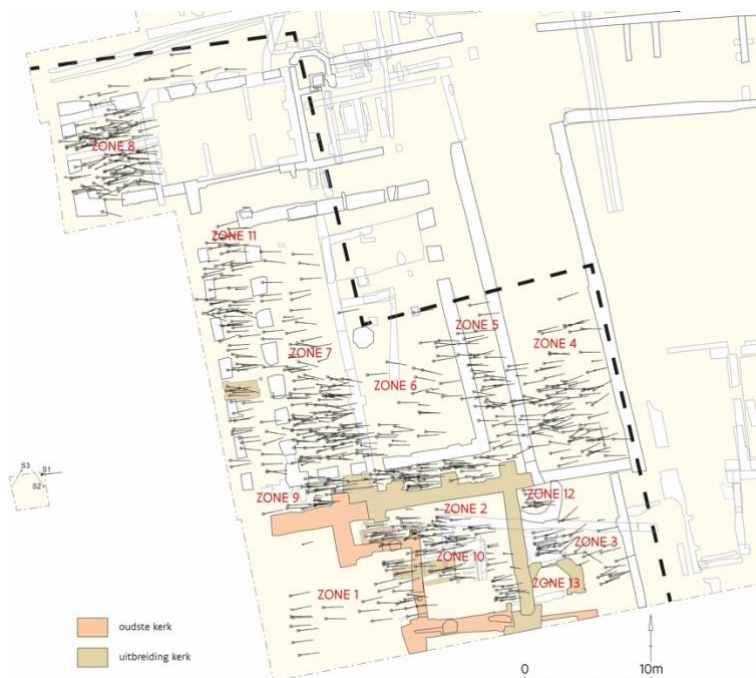 ZONE 8
ZONE 11
ZONE 5
ZONE 4
ZONE 7
ZONE 6
S3
S1
S2
ZONE 9
ZONE 12
ZONE 2
ZONE 3
ZONE 10
ZONE 13
ZONE 1
oudste kerk
uitbreiding kerk
0 10m